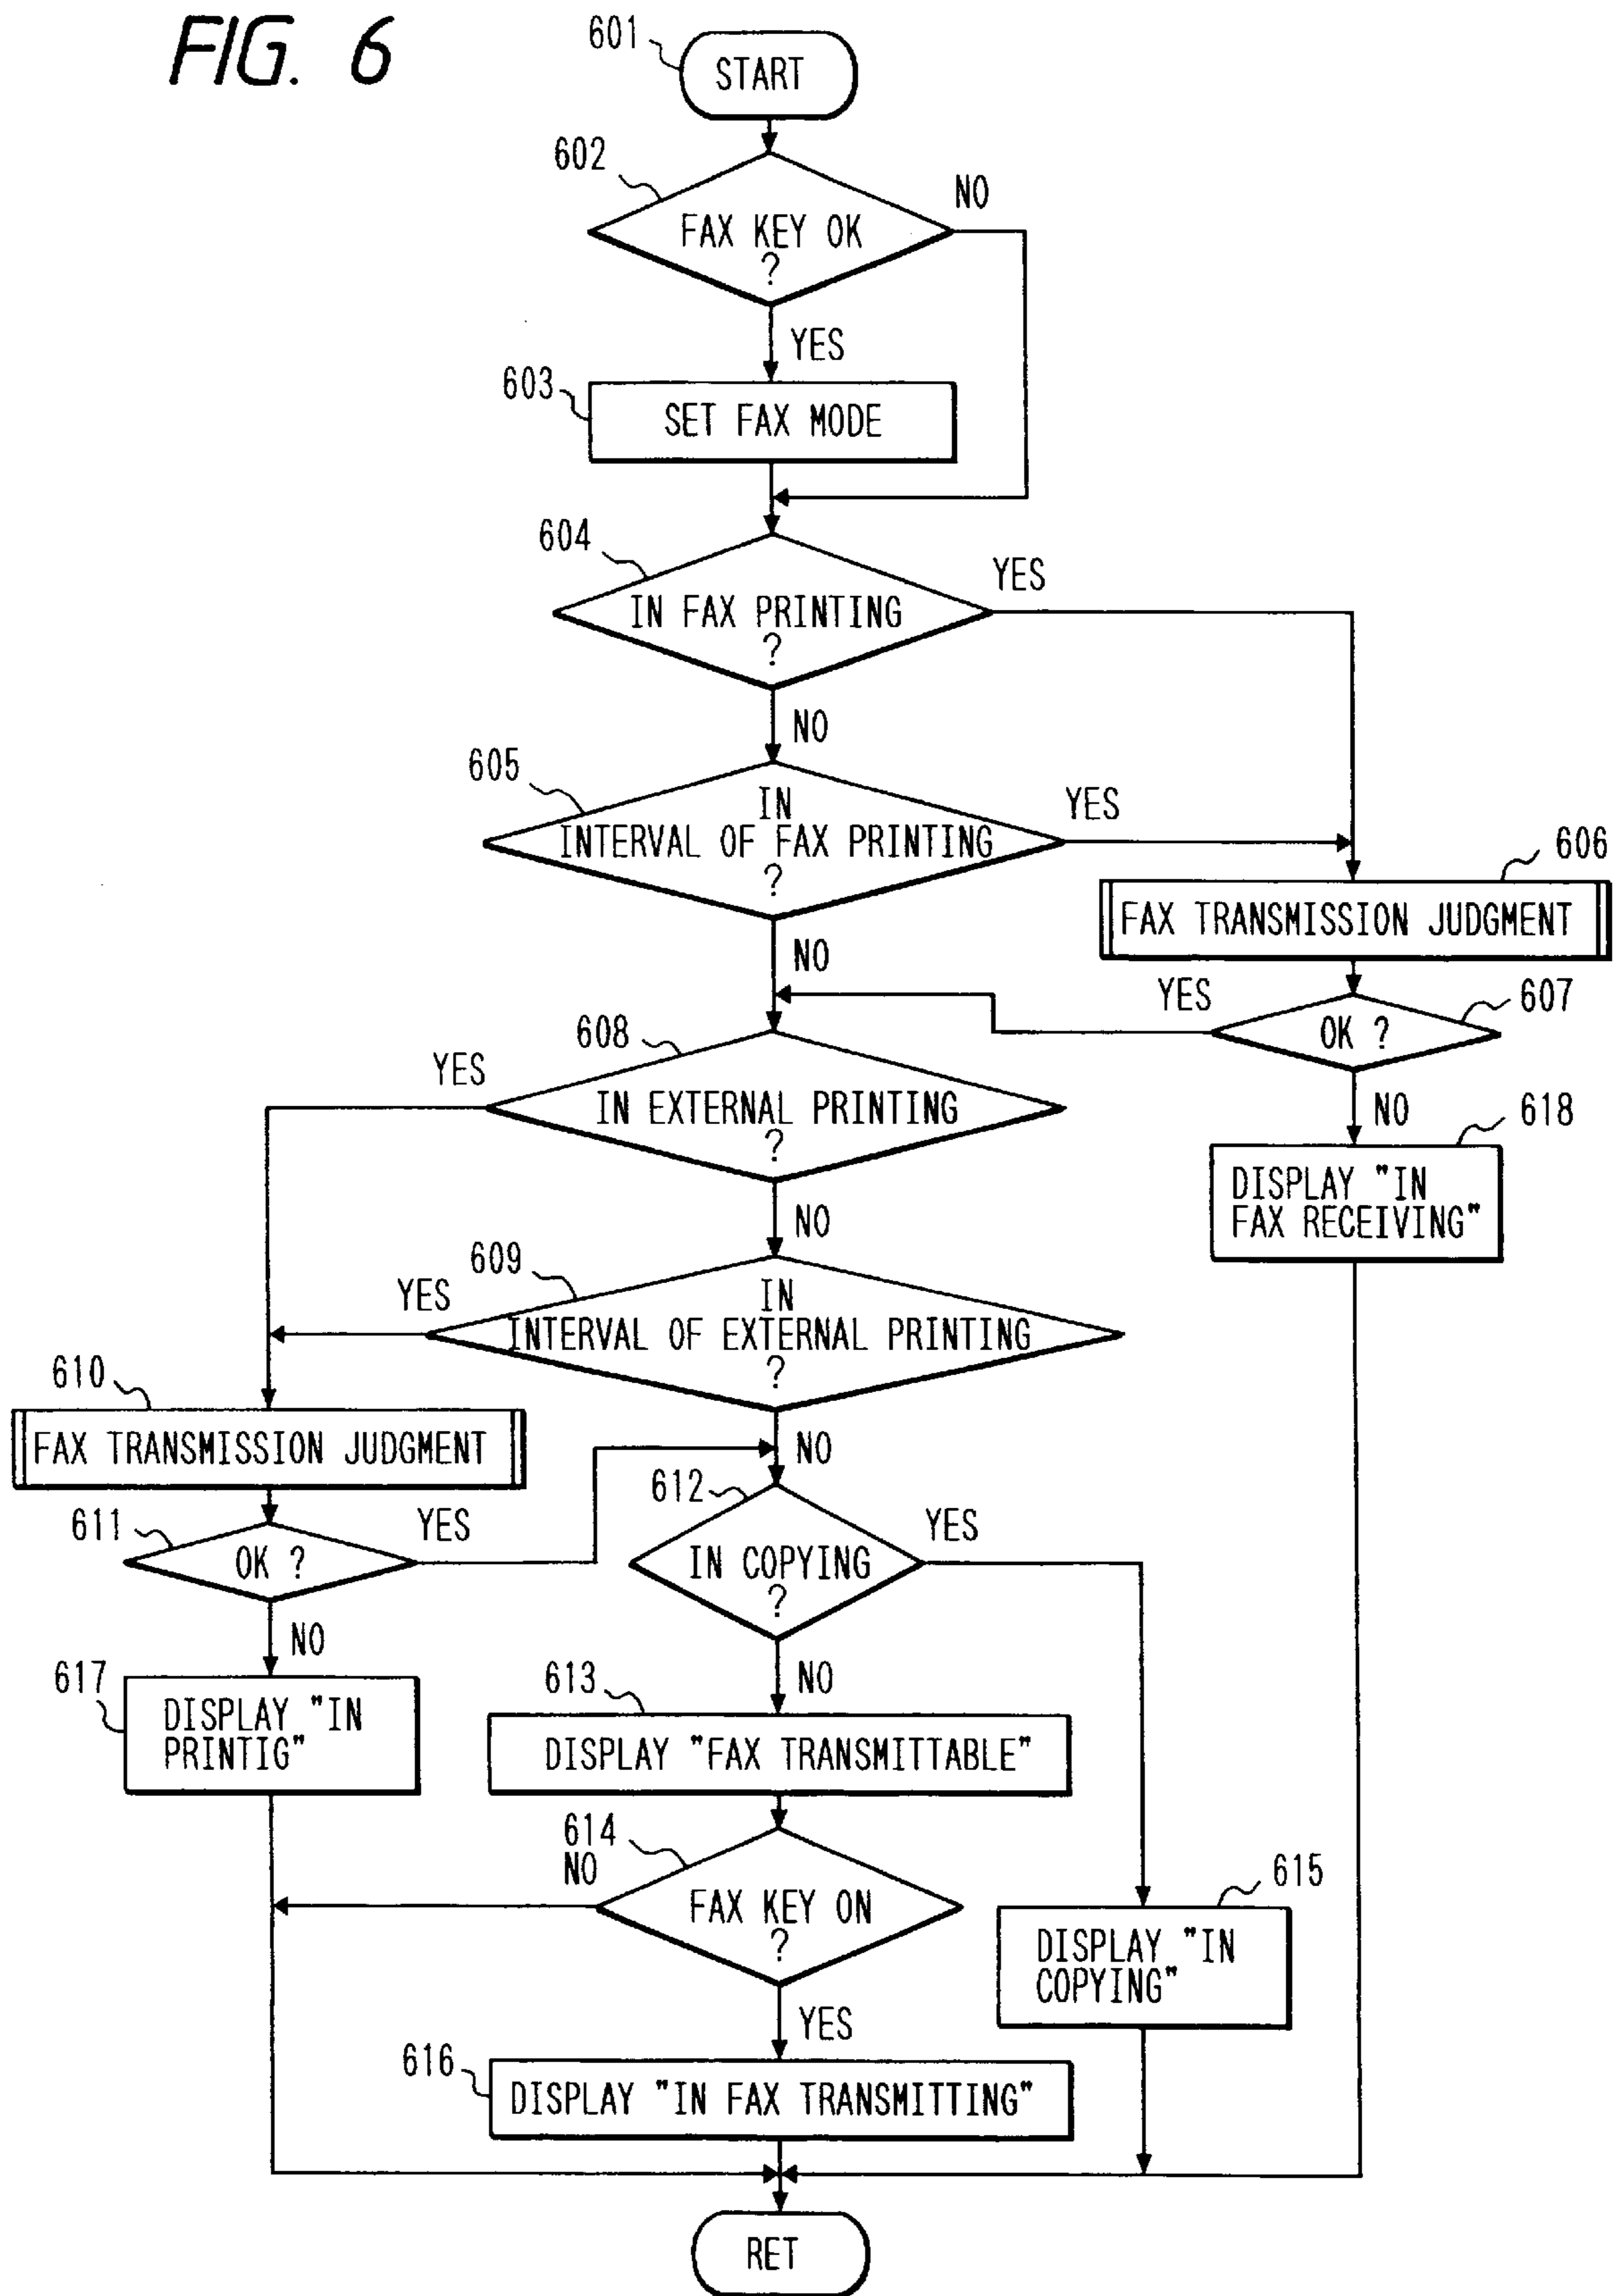 FIG. 6
601
START
602
NO
FAX KEY OK
?
YES
603
SET FAX MODE
604
YES
IN FAX PRINTING
?
NO
605
YES
IN
INTERVAL OF FAX PRINTING
?
606
FAX TRANSMISSION JUDGMENT
NO
YES
607
OK ?
608
YES
IN EXTERNAL PRINTING
?
NO
618
DISPLAY "IN
FAX RECEIVING"
NO
609
YES
IN
INTERVAL OF EXTERNAL PRINTING
?
610
FAX TRANSMISSION JUDGMENT
NO
612
611
YES
OK ?
YES
IN COPYING
?
NO
617
DISPLAY "IN
PRINTIG"
NO
613
DISPLAY "FAX TRANSMITTABLE"
614
NO
FAX KEY ON
?
615
DISPLAY "IN
COPYING"
YES
616
DISPLAY "IN FAX TRANSMITTING"
RET